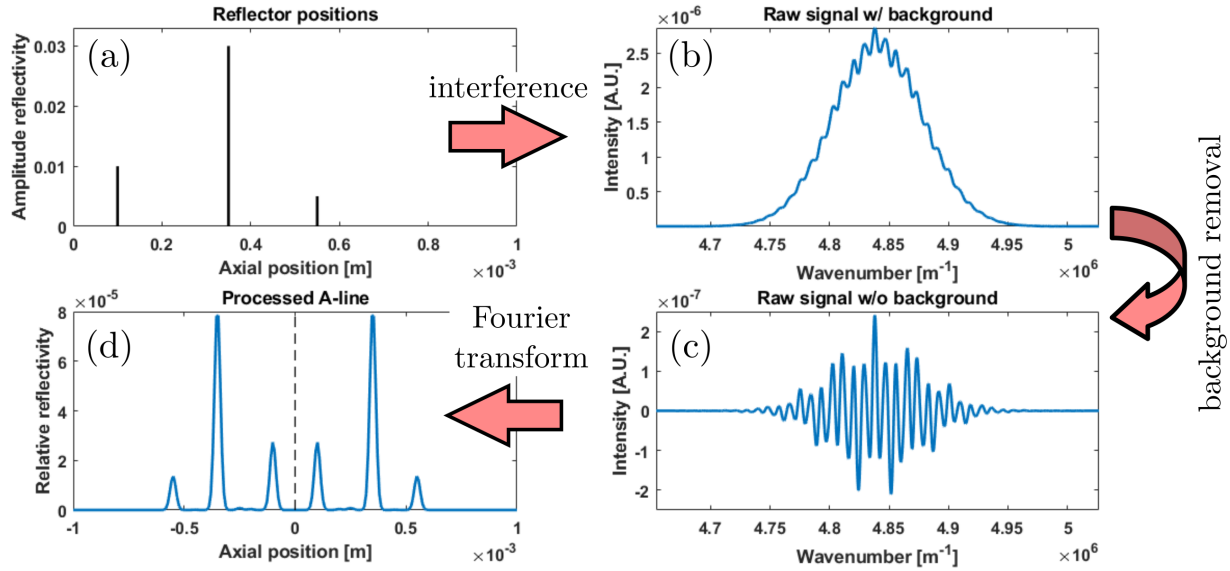 Reflector positions
(a)
Amplitude reflectivity
0.03
0.02
0.01
0
0 0.2 0.4 0.6 0.8 1
Axial position [m]
×10⁻³
interference
Raw signal w/ background
×10⁻⁶
(b)
Intensity [A.U.]
2.5
2
1.5
1
0.5
4.7 4.75 4.8 4.85 4.9 4.95 5
Wavenumber [m⁻¹]
×10⁶
background removal
Raw signal w/o background
×10⁻⁷
(c)
Intensity [A.U.]
2
1
0
-1
-2
4.7 4.75 4.8 4.85 4.9 4.95 5
Wavenumber [m⁻¹]
×10⁶
Fourier
transform
Processed A-line
×10⁻⁵
(d)
Relative reflectivity
8
6
4
2
0
-1 -0.5 0 0.5 1
Axial position [m]
×10⁻³